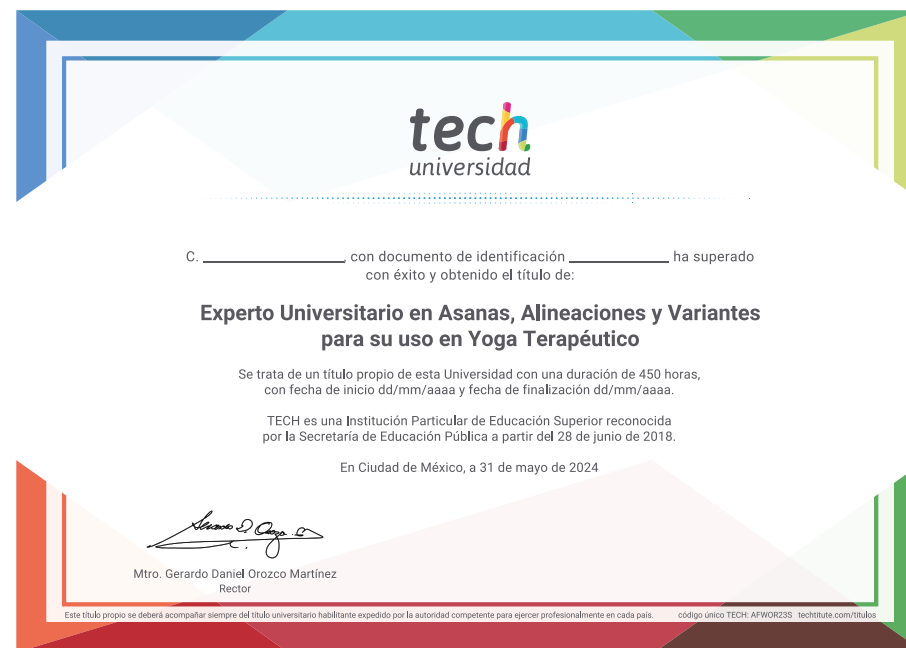 tech
universidad
C. ____________, con documento de identificación ____________ ha superado
con éxito y obtenido el título de:
Experto Universitario en Asanas, Alineaciones y Variantes
para su uso en Yoga Terapéutico
Se trata de un título propio de esta Universidad con una duración de 450 horas,
con fecha de inicio dd/mm/aaaa y fecha de finalización dd/mm/aaaa.
TECH es una Institución Particular de Educación Superior reconocida
por la Secretaría de Educación Pública a partir del 28 de junio de 2018.
En Ciudad de México, a 31 de mayo de 2024
Mtro. Gerardo Daniel Orozco Martínez
Rector
Este título propio se deberá acompañar siempre del título universitario habilitante expedido por la autoridad competente para ejercer profesionalmente en cada país. código único TECH: AFWOR23S techtitute.com/titulos